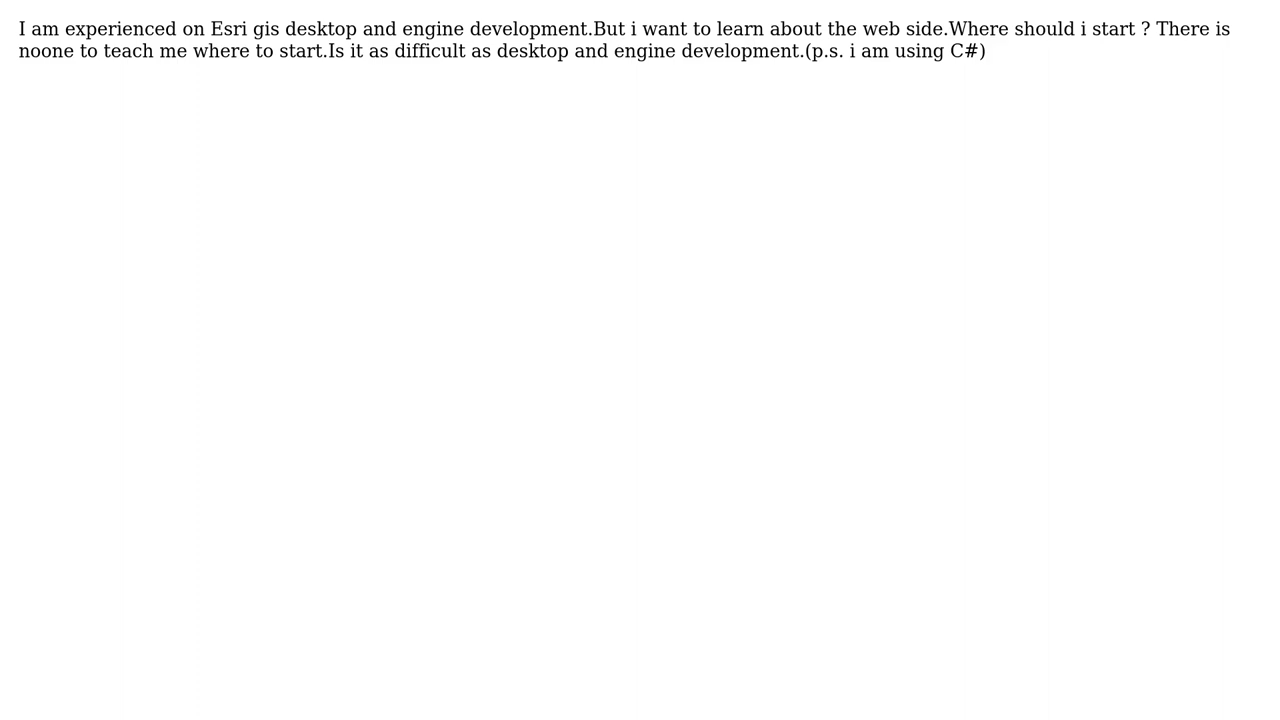 I am experienced on Esri gis desktop and engine development.But i want to learn about the web side.Where should i start ? There is
noone to teach me where to start.Is it as difficult as desktop and engine development.(p.s. i am using C#)